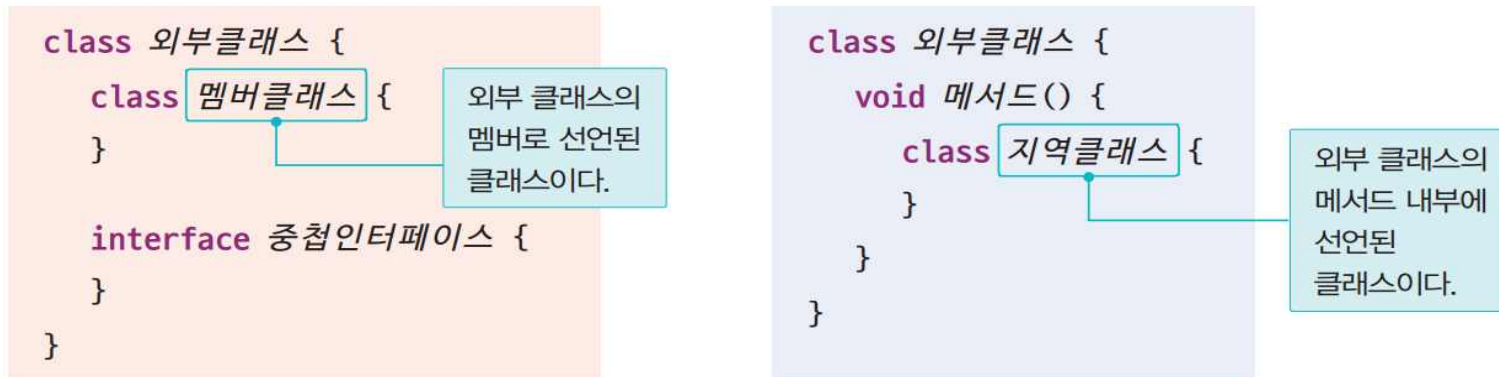 class 외부클래스 {
class 멤버클래스 {
}
interface 중첩인터페이스 {
}
}
외부 클래스의
멤버로 선언된
클래스이다.
class 외부클래스 {
void 메서드() {
class 지역클래스 {
}
}
}
외부 클래스의
메서드 내부에
선언된
클래스이다.